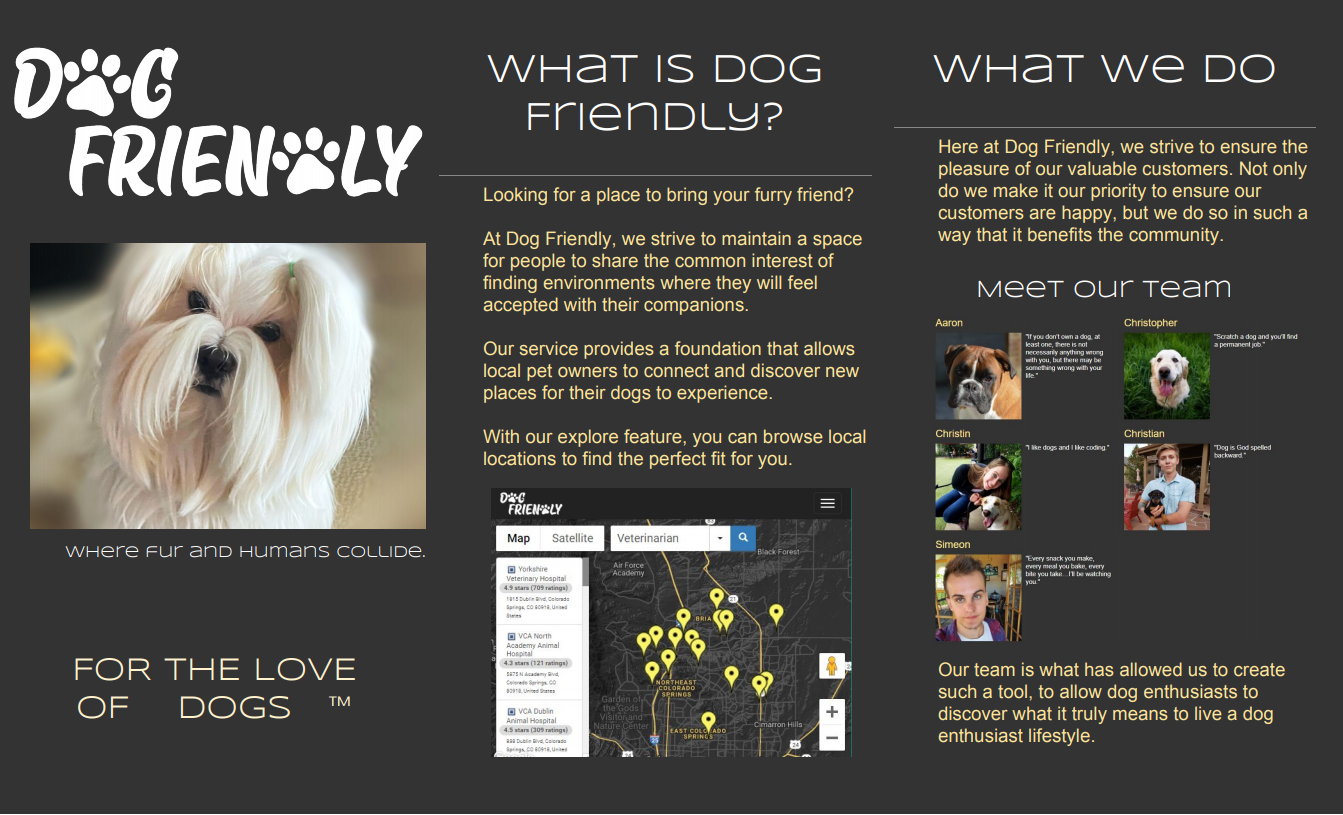 DOG
FRIENDLY
Where Fur and Humans Collide.
FOR THE LOVE
OF DOGS ™
What is Dog
Friendly?
Looking for a place to bring your furry friend?
At Dog Friendly, we strive to maintain a space
for people to share the common interest of
finding environments where they will feel
accepted with their companions.
Our service provides a foundation that allows
local pet owners to connect and discover new
places for their dogs to experience.
With our explore feature, you can browse local
locations to find the perfect fit for you.
DOG
FRIENDLY
Map Satellite Veterinarian
Yorkshire
Veterinary Hospital
4.9 stars (709 ratings)
1815 Dublin Blvd, Colorado
Springs, CO 80918, United
States
VCA North
Academy Animal
Hospital
4.3 stars (121 ratings)
5875 N Academy Blvd,
Colorado Springs, CO
80918, United States
VCA Dublin
Animal Hospital
4.5 stars (309 ratings)
888 Dublin Blvd, Colorado
Springs, CO 80918, United
Black Forest
Air Force
Academy
21
BRIA
NORTHEAST
COLORADO
SPRINGS
Garden of
the Gods
Visitor and
Nature Center
Cimarron Hills
EAST COLORADO
SPRINGS
25
24
24
+
−
What We Do
Here at Dog Friendly, we strive to ensure the
pleasure of our valuable customers. Not only
do we make it our priority to ensure our
customers are happy, but we do so in such a
way that it benefits the community.
Meet Our Team
Aaron
"If you don't own a dog, at
least one, there is not
necessarily anything wrong
with you, but there may be
something wrong with your
life."
Christopher
"Scratch a dog and you'll find
a permanent job."
Christin
"I like dogs and I like coding."
Christian
"Dog is God spelled
backward."
Simeon
"Every snack you make,
every meal you bake, every
bite you take... I'll be watching
you."
Our team is what has allowed us to create
such a tool, to allow dog enthusiasts to
discover what it truly means to live a dog
enthusiast lifestyle.